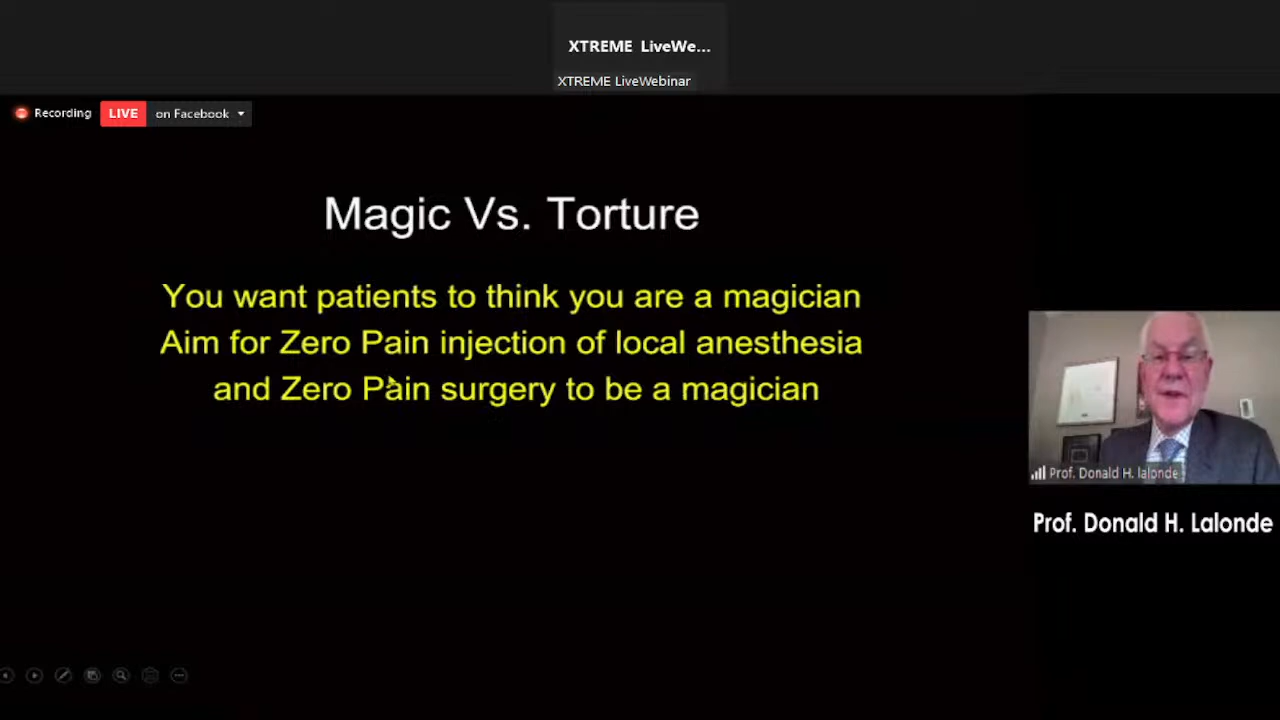 XTREME LiveWe...
XTREME LiveWebinar
Recording
LIVE
on Facebook
Magic Vs. Torture
You want patients to think you are a magician
Aim for Zero Pain injection of local anesthesia
and Zero Pain surgery to be a magician
Prof. Donald H. lalonde
Prof. Donald H. Lalonde